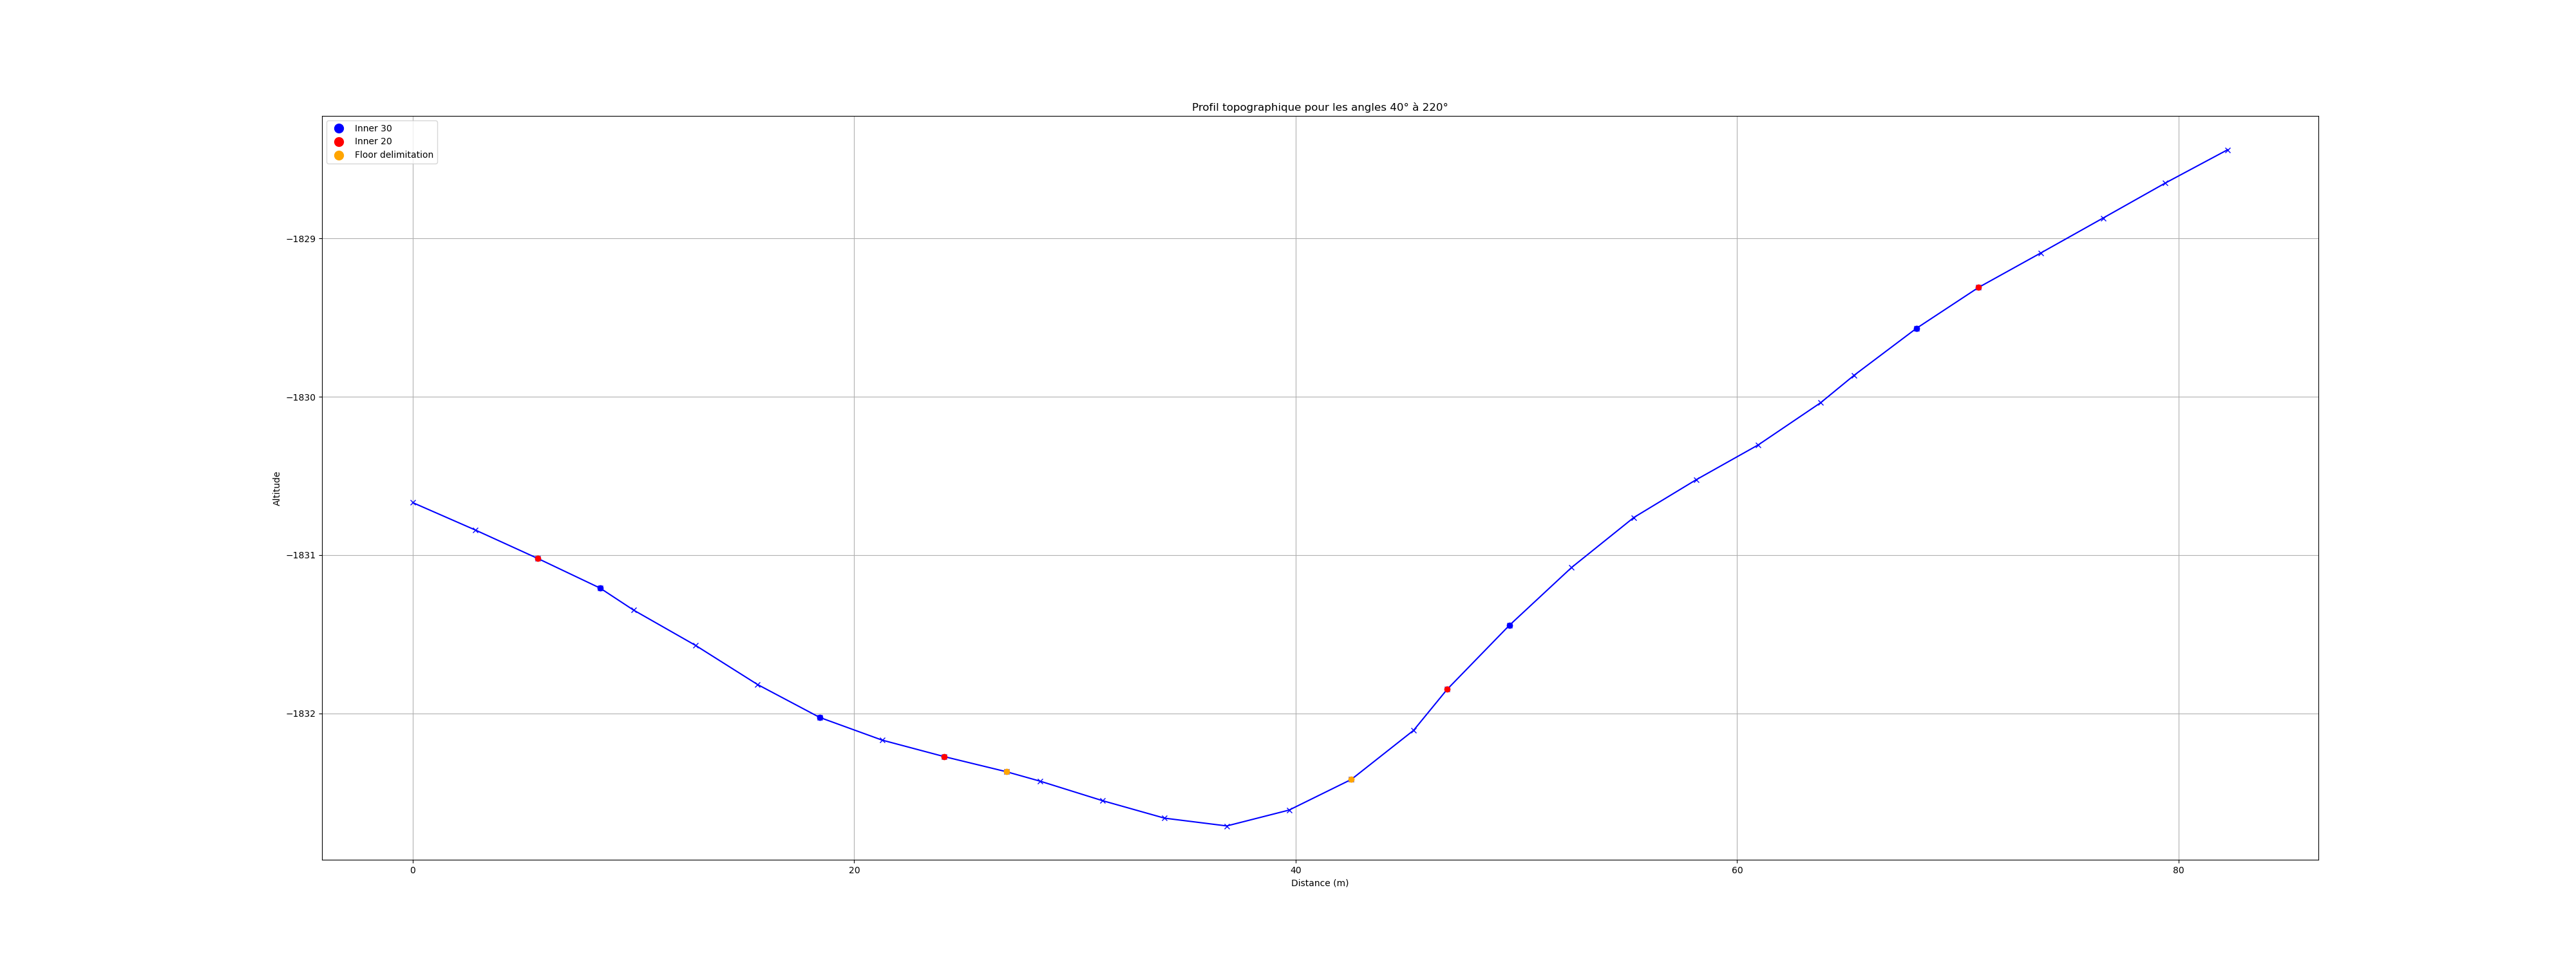 Profil topographique pour les angles 40° à 220°
Inner 30
Inner 20
Floor delimitation
−1829
−1830
−1831
−1832
Altitude
0 20 40 60 80
Distance (m)